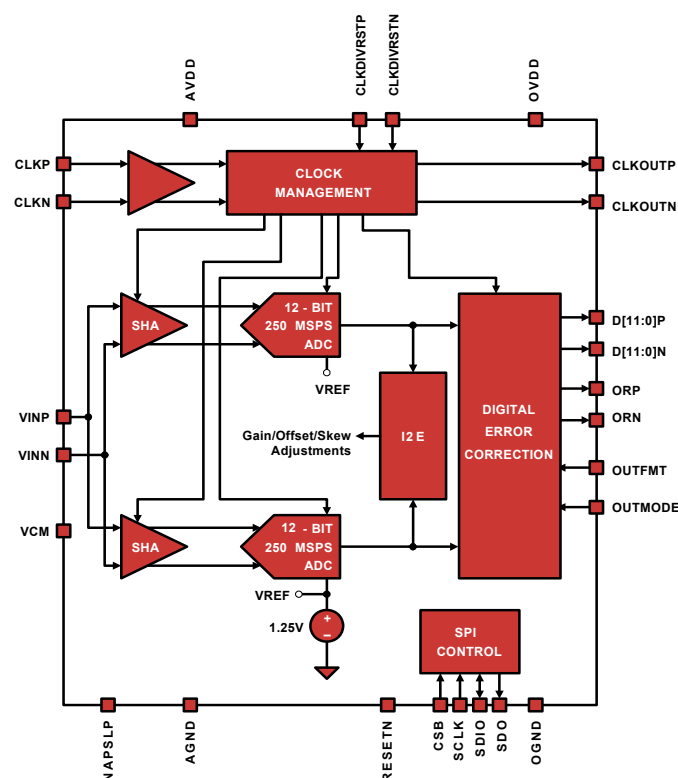 AVDD
CLKDIVRSTP
CLKDIVRSTN
OVDD
CLKP
CLKN
CLOCK
MANAGEMENT
CLKOUTP
CLKOUTN
SHA
12 - BIT
250 MSPS
ADC
VREF
D[11:0]P
D[11:0]N
ORP
ORN
OUTFMT
OUTMODE
DIGITAL
ERROR
CORRECTION
I2E
Gain/Offset/Skew
Adjustments
VINP
VINN
VCM
SHA
12 - BIT
250 MSPS
ADC
VREF
1.25V
+
–
SPI
CONTROL
NAPSLP
AGND
RESETN
CSB
SCLK
SDIO
SDO
OGND